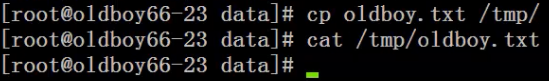 [root@oldboy66-23 data]# cp oldboy.txt /tmp/
[root@oldboy66-23 data]# cat /tmp/oldboy.txt
[root@oldboy66-23 data]#